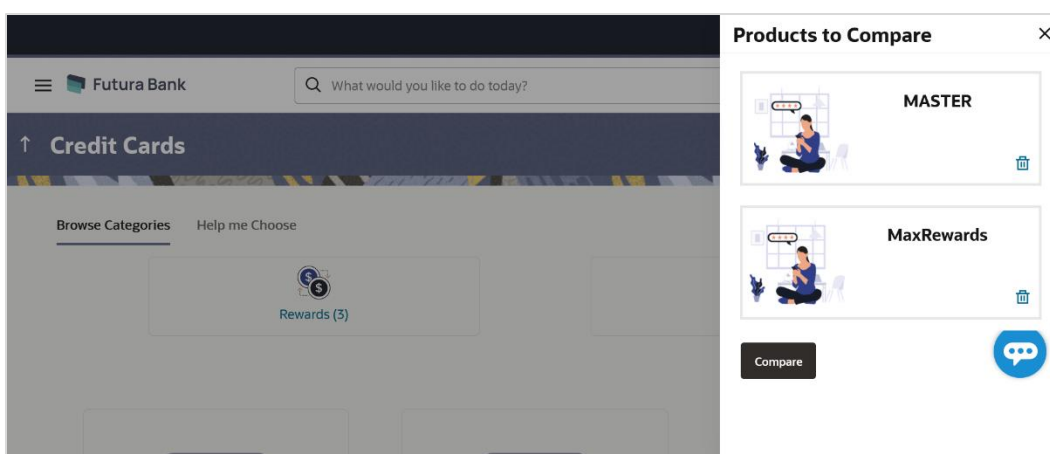 Products to Compare
Futura Bank
What would you like to do today?
Credit Cards
Browse Categories
Help me Choose
Rewards (3)
MASTER
MaxRewards
Compare